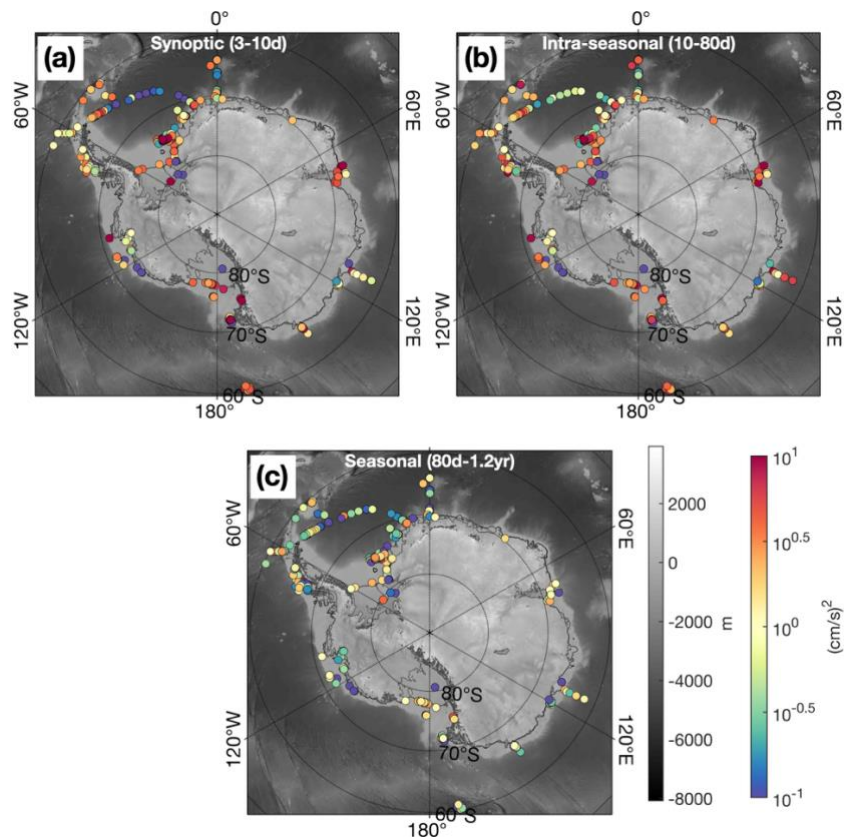 0°
0°
(a)
Synoptic (3-10d)
(b)
Intra-seasonal (10-80d)
60°W
60°E
60°W
60°E
80°S
80°S
120°W
70°S
120°E
120°W
70°S
120°E
60°S
60°S
180°
180°
(c)
Seasonal (80d-1.2yr)
60°W
60°E
80°S
120°W
70°S
120°E
60°S
180°
2000
0
-2000
-4000
-6000
-8000
m
10^1
10^0.5
10^0
10^-0.5
10^-1
(cm/s)^2